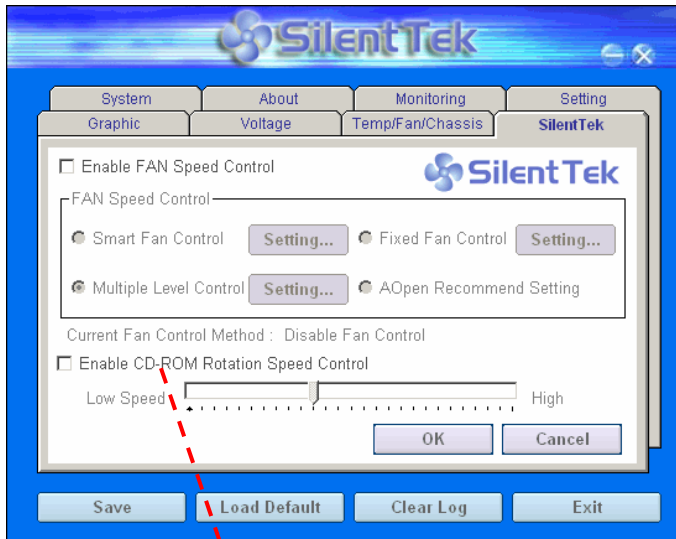 SilentTek
System About Monitoring Setting
Graphic Voltage Temp/Fan/Chassis SilentTek
Enable FAN Speed Control
SilentTek
FAN Speed Control
Smart Fan Control Setting... Fixed Fan Control Setting...
Multiple Level Control Setting... AOpen Recommend Setting
Current Fan Control Method : Disable Fan Control
Enable CD-ROM Rotation Speed Control
Low Speed High
OK Cancel
Save Load Default Clear Log Exit